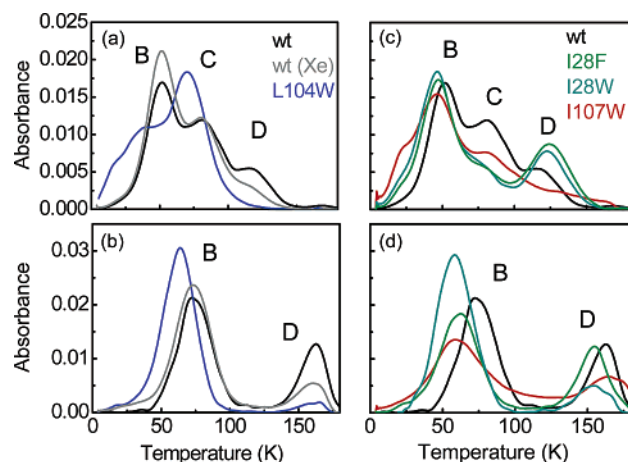 (a) B C wt
wt (Xe)
L104W
D
0.025
0.020
0.015
0.010
0.005
0.000
Absorbance
(c) B wt
I28F
I28W
I107W
C
D
(b) B
D
0.03
0.02
0.01
0.00
Absorbance
0 50 100 150
Temperature (K)
(d) B
D
0 50 100 150
Temperature (K)